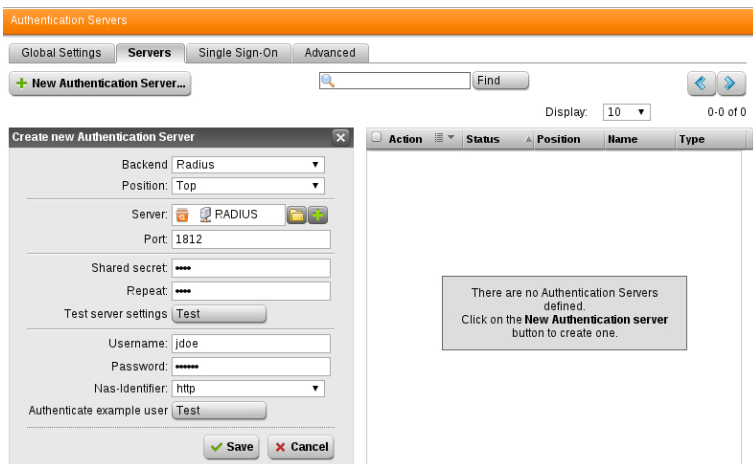 Authentication Servers
Global Settings Servers Single Sign-On Advanced
+ New Authentication Server... Find
Display: 10 0-0 of 0
Create new Authentication Server
Action Status Position Name Type
Backend Radius
Position: Top
Server: RADIUS
Port: 1812
Shared secret: ••••
Repeat: ••••
Test server settings Test
Username: jdoe
Password: ••••••
Nas-Identifier: http
Authenticate example user Test
Save Cancel
There are no Authentication Servers
defined.
Click on the New Authentication server
button to create one.